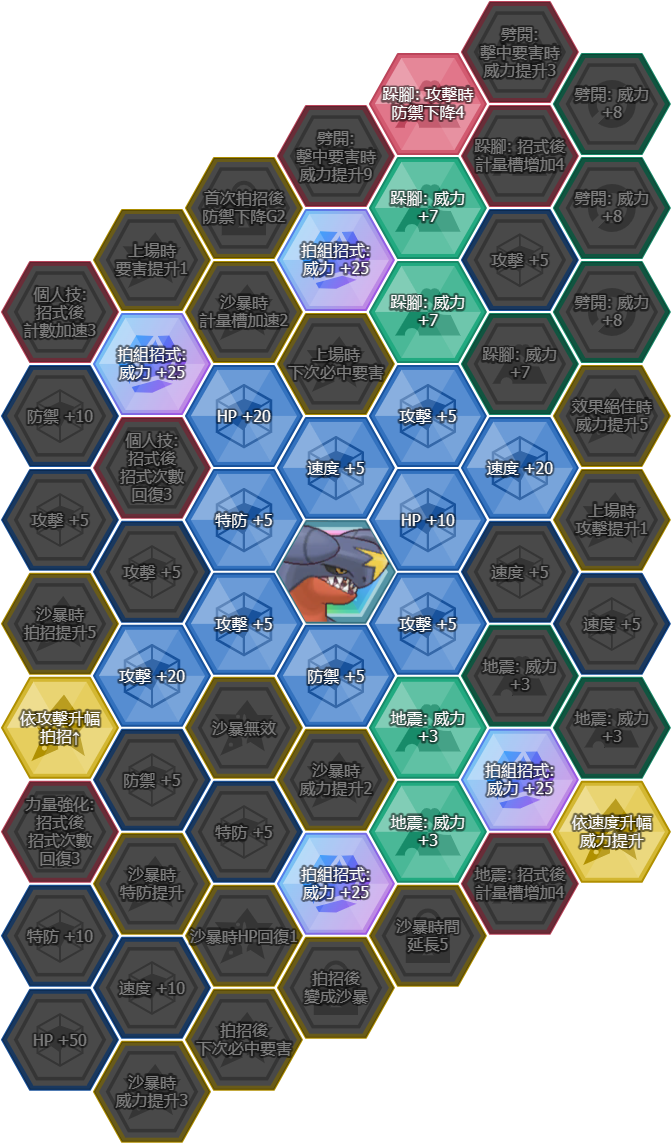 劈開:
擊中要害時
威力提升3
跺腳: 攻擊時
防禦下降4
劈開: 威力
+8
劈開:
擊中要害時
威力提升9
跺腳: 招式後
計量槽增加4
首次拍招後
防禦下降G2
跺腳: 威力
+7
劈開: 威力
+8
上場時
要害提升1
拍組招式:
威力 +25
攻擊 +5
個人技:
招式後
計數加速3
沙暴時
計量槽加速2
跺腳: 威力
+7
劈開: 威力
+8
拍組招式:
威力 +25
上場時
下次必中要害
跺腳: 威力
+7
防禦 +10
HP +20
攻擊 +5
效果絕佳時
威力提升5
個人技:
招式後
招式次數
回復3
速度 +5
速度 +20
攻擊 +5
特防 +5
HP +10
上場時
攻擊提升1
攻擊 +5
速度 +5
沙暴時
拍招提升5
攻擊 +5
攻擊 +5
速度 +5
攻擊 +20
防禦 +5
地震: 威力
+3
依攻擊升幅
拍招↑
沙暴無效
地震: 威力
+3
地震: 威力
+3
防禦 +5
沙暴時
威力提升2
拍組招式:
威力 +25
力量強化:
招式後
招式次數
回復3
特防 +5
地震: 威力
+3
依速度升幅
威力提升
沙暴時
特防提升
拍組招式:
威力 +25
地震: 招式後
計量槽增加4
特防 +10
沙暴時HP回復1
沙暴時間
延長5
速度 +10
拍招後
變成沙暴
HP +50
拍招後
下次必中要害
沙暴時
威力提升3